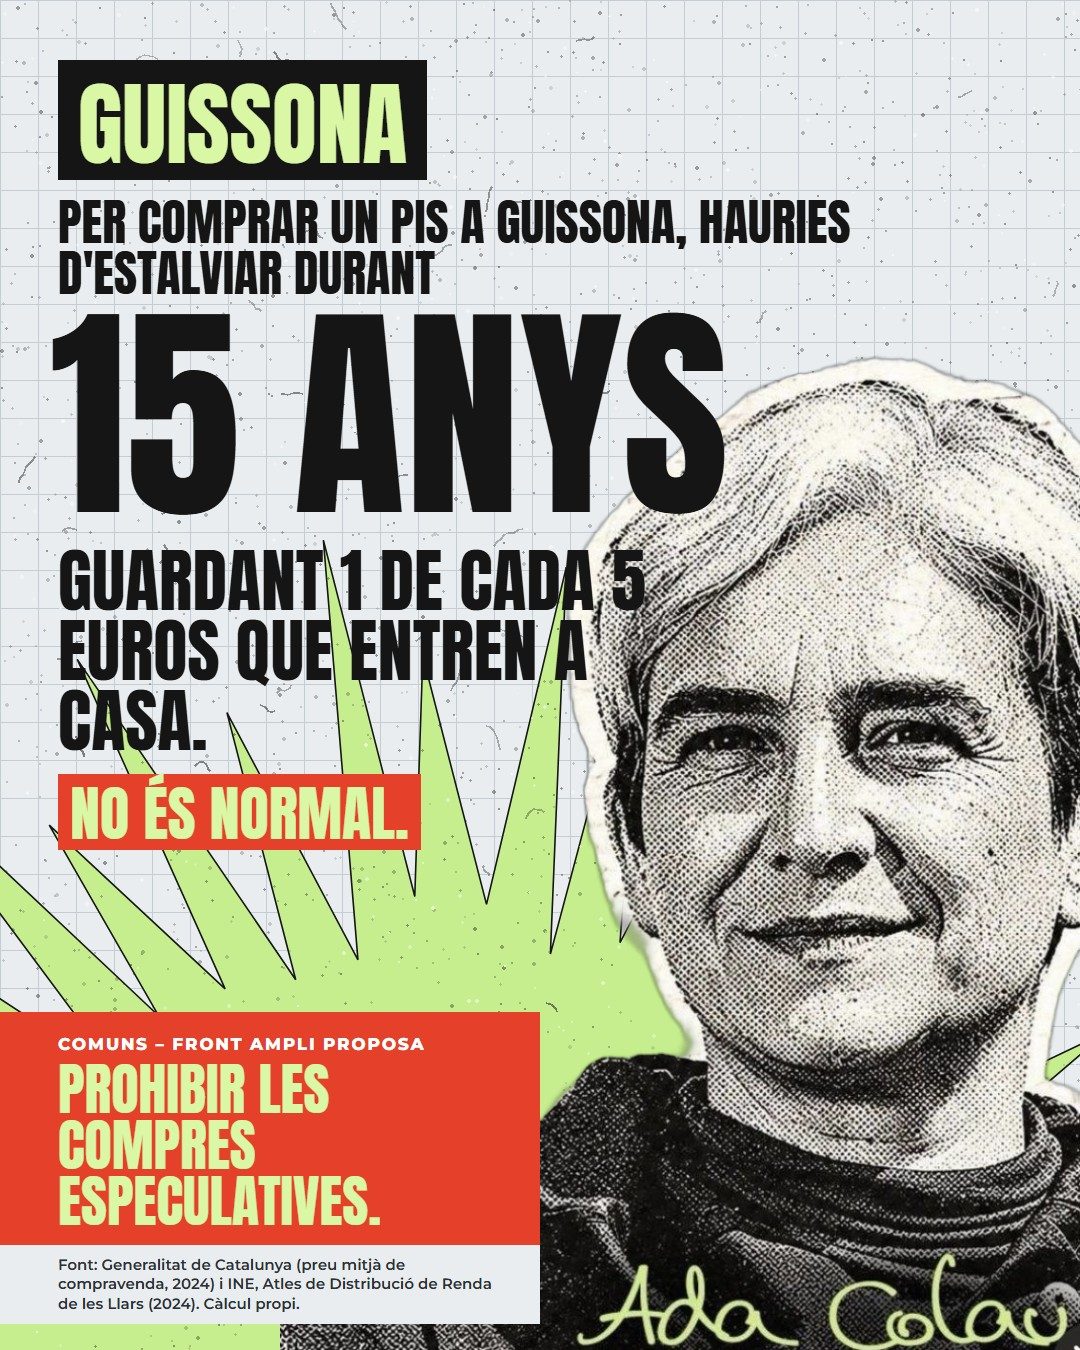 GUISSONA
PER COMPRAR UN PIS A GUISSONA, HAURIES
D'ESTALVIAR DURANT
15 ANYS
GUARDANT 1 DE CADA 5
EUROS QUE ENTREN A
CASA.
NO ÉS NORMAL.
COMUNS – FRONT AMPLI PROPOSA
PROHIBIR LES
COMPRES
ESPECULATIVES.
Font: Generalitat de Catalunya (preu mitjà de
compravenda, 2024) i INE, Atles de Distribució de Renda
de les Llars (2024). Càlcul propi.
Ada Colau